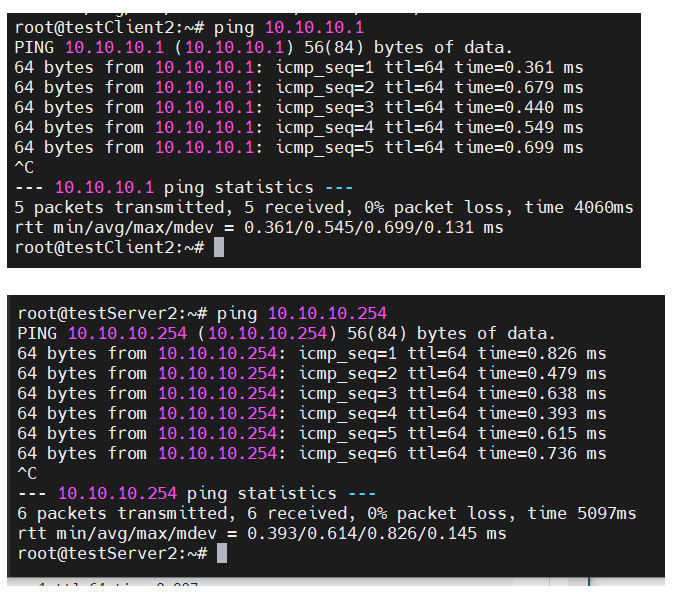 root@testClient2:~# ping 10.10.10.1
PING 10.10.10.1 (10.10.10.1) 56(84) bytes of data.
64 bytes from 10.10.10.1: icmp_seq=1 ttl=64 time=0.361 ms
64 bytes from 10.10.10.1: icmp_seq=2 ttl=64 time=0.679 ms
64 bytes from 10.10.10.1: icmp_seq=3 ttl=64 time=0.440 ms
64 bytes from 10.10.10.1: icmp_seq=4 ttl=64 time=0.549 ms
64 bytes from 10.10.10.1: icmp_seq=5 ttl=64 time=0.699 ms
^C
--- 10.10.10.1 ping statistics ---
5 packets transmitted, 5 received, 0% packet loss, time 4060ms
rtt min/avg/max/mdev = 0.361/0.545/0.699/0.131 ms
root@testClient2:~#
root@testServer2:~# ping 10.10.10.254
PING 10.10.10.254 (10.10.10.254) 56(84) bytes of data.
64 bytes from 10.10.10.254: icmp_seq=1 ttl=64 time=0.826 ms
64 bytes from 10.10.10.254: icmp_seq=2 ttl=64 time=0.479 ms
64 bytes from 10.10.10.254: icmp_seq=3 ttl=64 time=0.638 ms
64 bytes from 10.10.10.254: icmp_seq=4 ttl=64 time=0.393 ms
64 bytes from 10.10.10.254: icmp_seq=5 ttl=64 time=0.615 ms
64 bytes from 10.10.10.254: icmp_seq=6 ttl=64 time=0.736 ms
^C
--- 10.10.10.254 ping statistics ---
6 packets transmitted, 6 received, 0% packet loss, time 5097ms
rtt min/avg/max/mdev = 0.393/0.614/0.826/0.145 ms
root@testServer2:~#